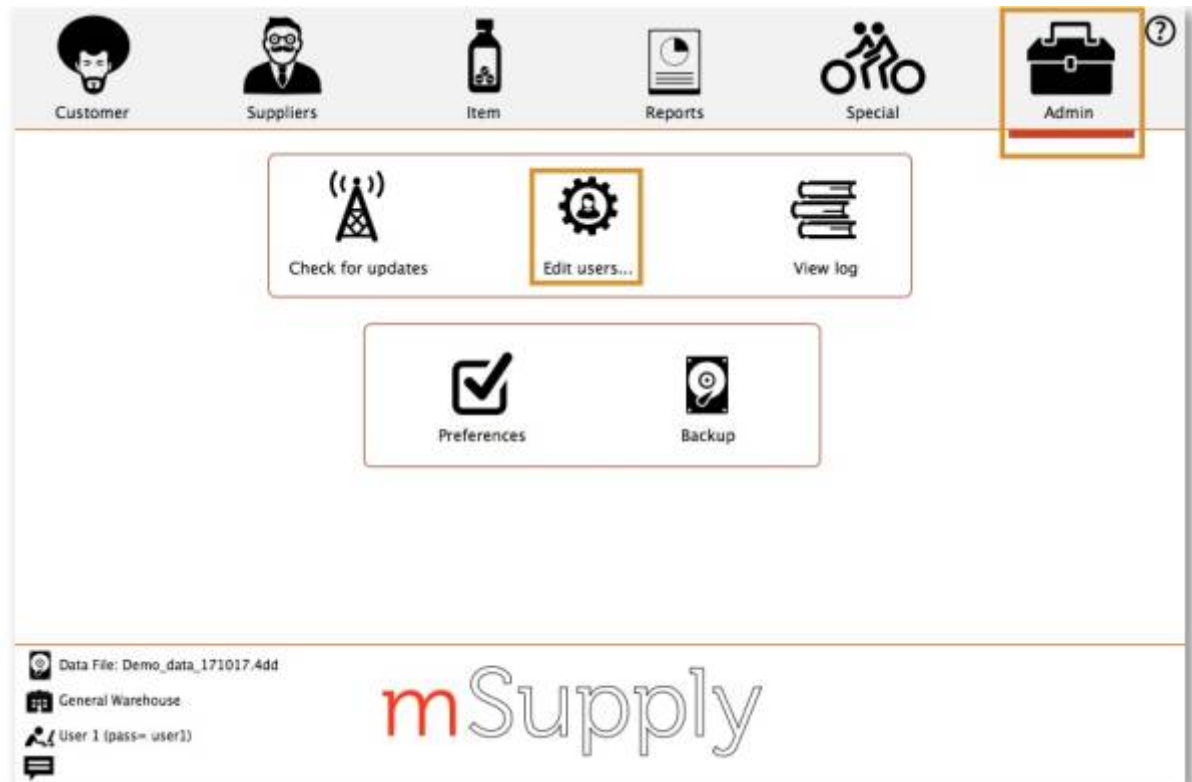 Customer Suppliers Item Reports Special Admin ?
Check for updates Edit users... View log
Preferences Backup
Data File: Demo_data_171017.4dd
General Warehouse
User 1 (pass= user1)
mSupply